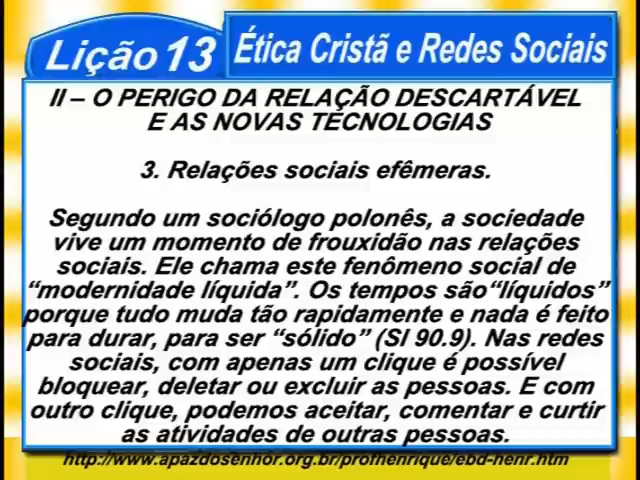 Lição 13
Ética Cristã e Redes Sociais
II – O PERIGO DA RELAÇÃO DESCARTÁVEL
E AS NOVAS TECNOLOGIAS
3. Relações sociais efêmeras.
Segundo um sociólogo polonês, a sociedade
vive um momento de frouxidão nas relações
sociais. Ele chama este fenômeno social de
“modernidade líquida”. Os tempos são“líquidos”
porque tudo muda tão rapidamente e nada é feito
para durar, para ser “sólido” (Sl 90.9). Nas redes
sociais, com apenas um clique é possível
bloquear, deletar ou excluir as pessoas. E com
outro clique, podemos aceitar, comentar e curtir
as atividades de outras pessoas.
http://www.apazdosenhor.org.br/profhenrique/ebd-henr.htm